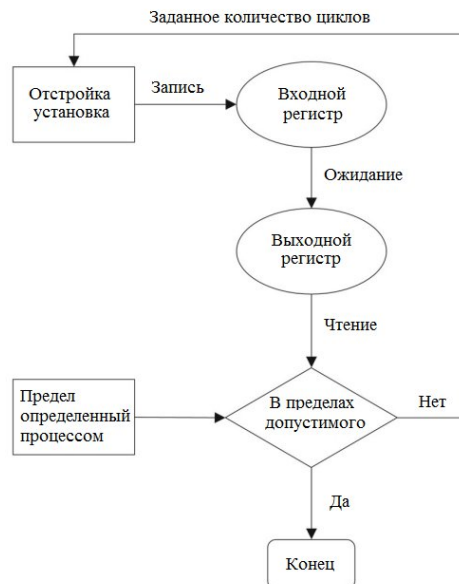 Заданное количество циклов
Отстройка
установка
Запись
Входной
регистр
Ожидание
Выходной
регистр
Чтение
Предел
определенный
процессом
В пределах
допустимого
Нет
Да
Конец